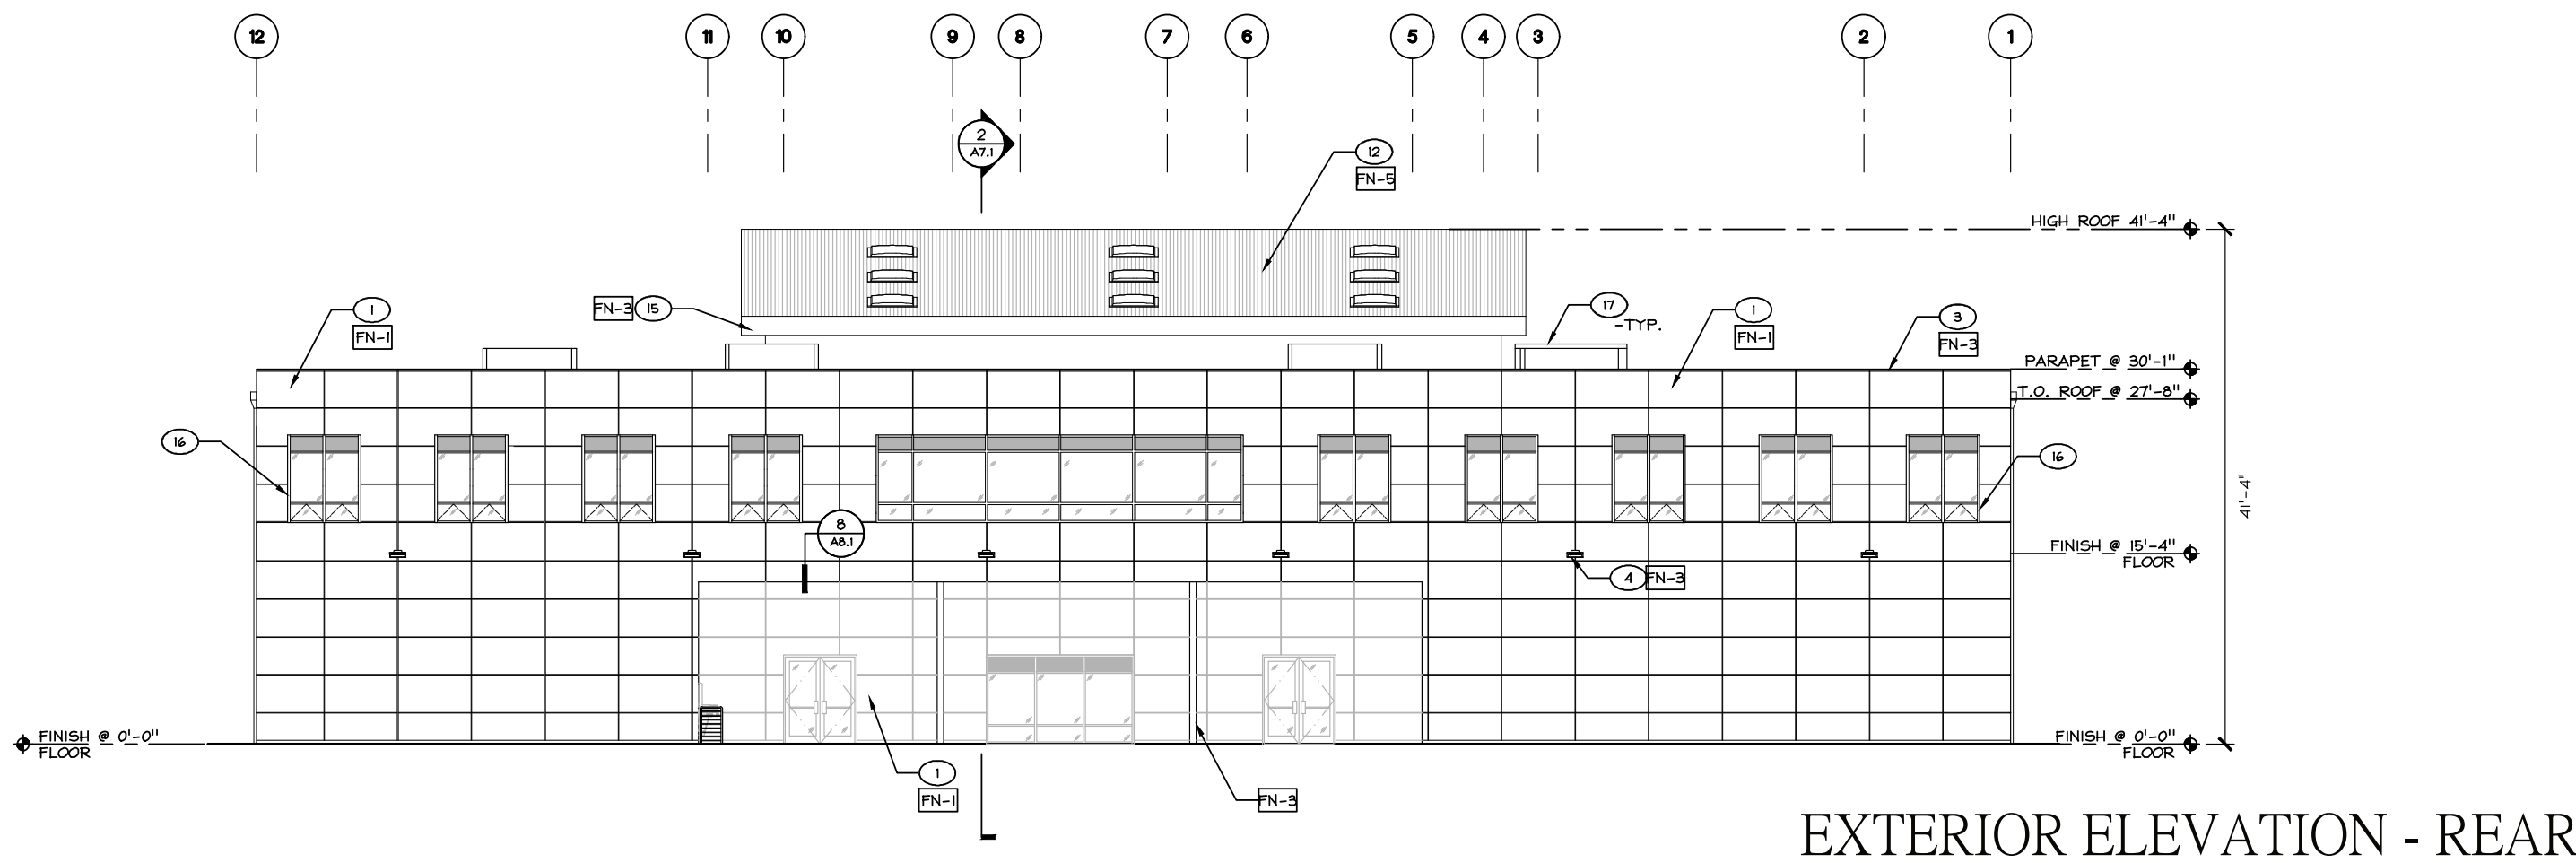 12 11 10 9 8 7 6 5 4 3 2 1
2
A7.1
12
FN-5
HIGH ROOF 41'-4"
1
FN-1
FN-3 15
17
-TYP.
1
FN-1
3
FN-3
PARAPET @ 30'-1"
T.O. ROOF @ 27'-8"
16
16
41'-4"
8
A8.1
FINISH @ 15'-4"
FLOOR
4 FN-3
FINISH @ 0'-0"
FLOOR
FINISH @ 0'-0"
FLOOR
1
FN-1
FN-3
EXTERIOR ELEVATION - REAR